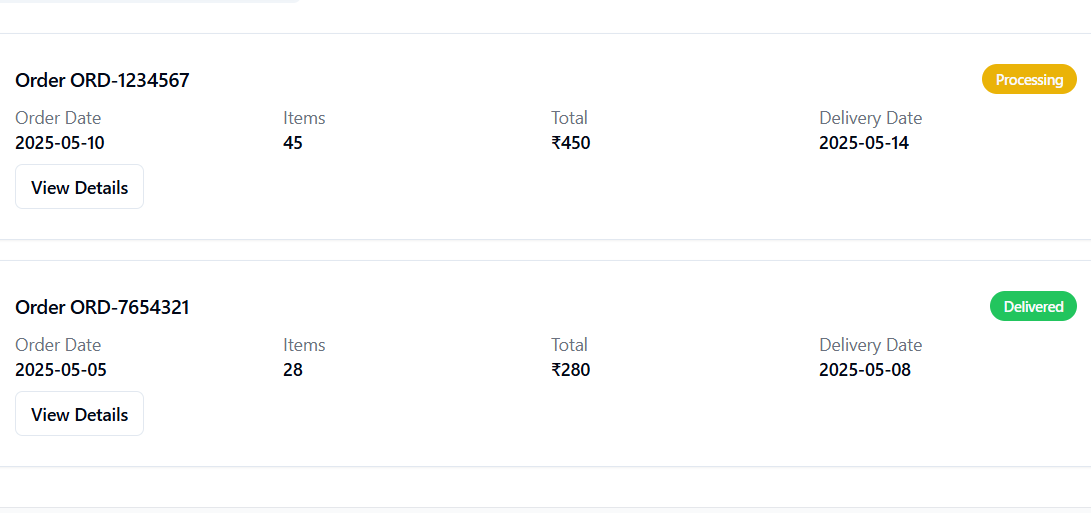 Order ORD-1234567 Processing
Order Date Items Total Delivery Date
2025-05-10 45 ₹450 2025-05-14
View Details
Order ORD-7654321 Delivered
Order Date Items Total Delivery Date
2025-05-05 28 ₹280 2025-05-08
View Details